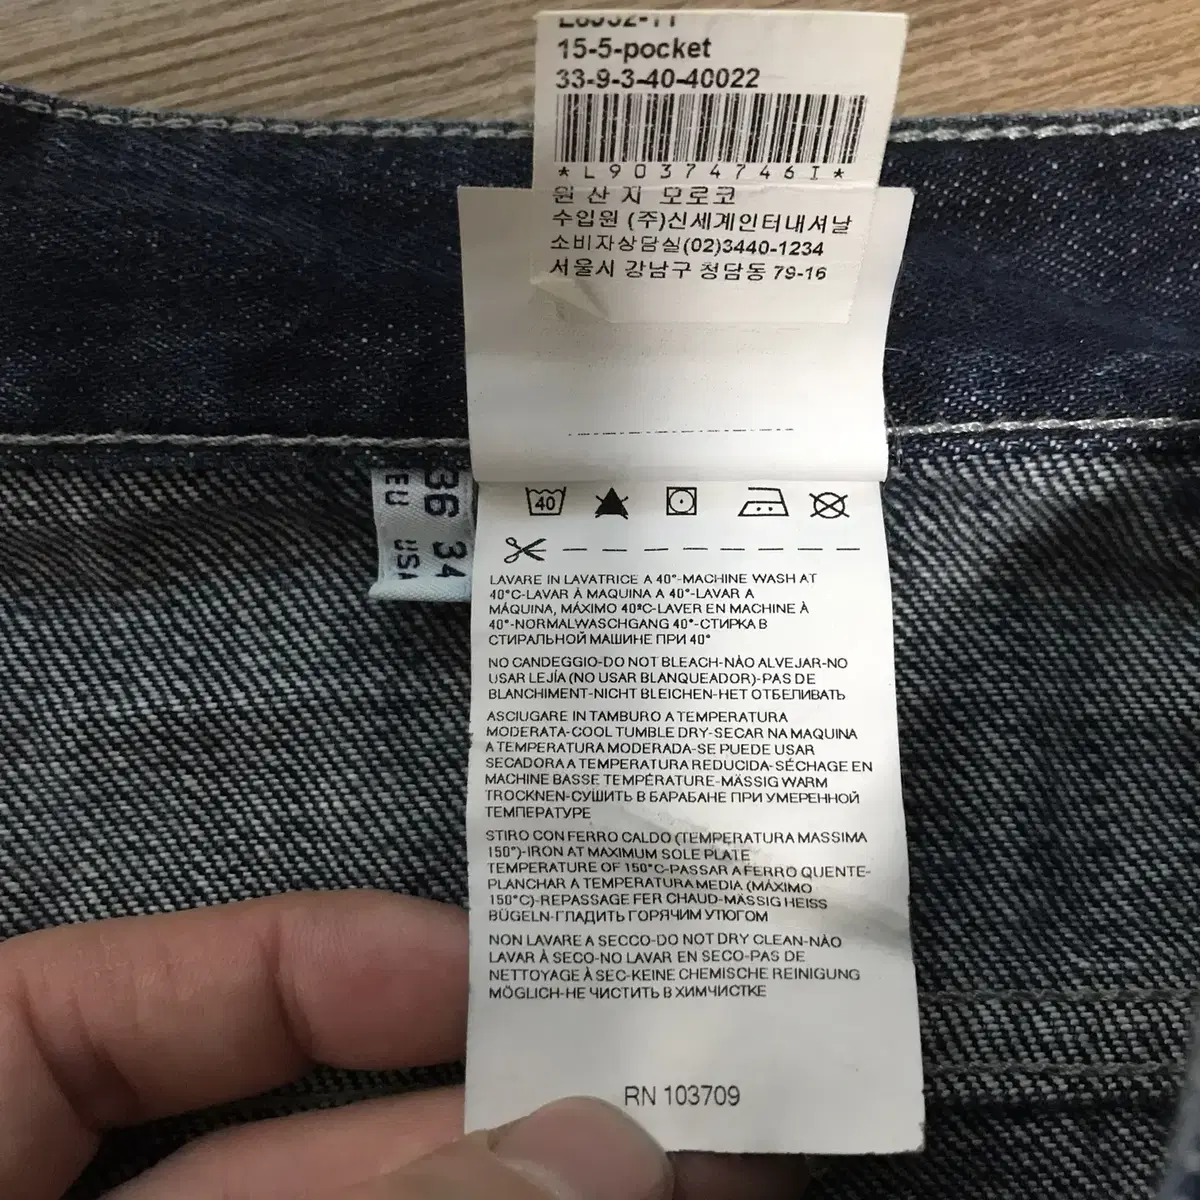 15-5-pocket
33-9-3-40-40022
*L90374746I*
원 산 지 모로코
수입원 (주)신세계인터내셔날
소비자상담실(02)3440-1234
서울시 강남구 청담동 79-16
36 34
EU USA
40
LAVARE IN LAVATRICE A 40°-MACHINE WASH AT
40°C-LAVAR À MAQUINA A 40°-LAVAR A
MÁQUINA, MÁXIMO 40ºC-LAVER EN MACHINE À
40°-NORMALWASCHGANG 40°-СТИРКА В
СТИРАЛЬНОЙ МАШИНЕ ПРИ 40°
NO CANDEGGIO-DO NOT BLEACH-NÀO ALVEJAR-NO
USAR LEJÍA (NO USAR BLANQUEADOR)-PAS DE
BLANCHIMENT-NICHT BLEICHEN-НЕТ ОТБЕЛИВАТЬ
ASCIUGARE IN TAMBURO A TEMPERATURA
MODERATA-COOL TUMBLE DRY-SECAR NA MAQUINA
A TEMPERATURA MODERADA-SE PUEDE USAR
SECADORA A TEMPERATURA REDUCIDA-SÉCHAGE EN
MACHINE BASSE TEMPÉRATURE-MÄSSIG WARM
TROCKNEN-СУШИТЬ В БАРАБАНЕ ПРИ УМЕРЕННОЙ
ТЕМПЕРАТУРЕ
STIRO CON FERRO CALDO (TEMPERATURA MASSIMA
150°)-IRON AT MAXIMUM SOLE PLATE
TEMPERATURE OF 150°C-PASSAR A FERRO QUENTE-
PLANCHAR A TEMPERATURA MEDIA (MÁXIMO
150°C)-REPASSAGE FER CHAUD-MÄSSIG HEISS
BÜGELN-ГЛАДИТЬ ГОРЯЧИМ УТЮГОМ
NON LAVARE A SECCO-DO NOT DRY CLEAN-NÀO
LAVAR À SECO-NO LAVAR EN SECO-PAS DE
NETTOYAGE À SEC-KEINE CHEMISCHE REINIGUNG
MÖGLICH-НЕ ЧИСТИТЬ В ХИМЧИСТКЕ
RN 103709